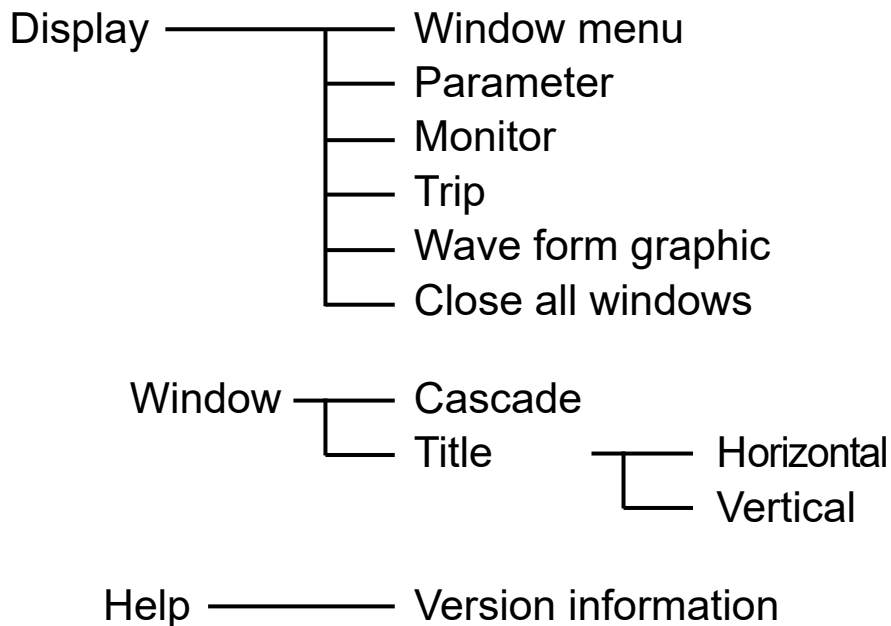 Display Window menu
Parameter
Monitor
Trip
Wave form graphic
Close all windows
Window Cascade
Title Horizontal
Vertical
Help Version information